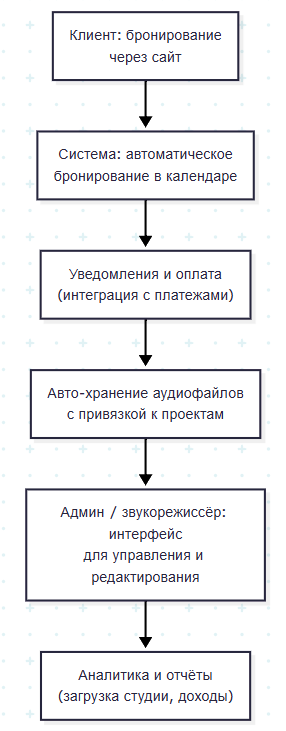 Клиент: бронирование
через сайт
Система: автоматическое
бронирование в календаре
Уведомления и оплата
(интеграция с платежами)
Авто-хранение аудиофайлов
с привязкой к проектам
Админ / звукорежиссёр:
интерфейс
для управления и
редактирования
Аналитика и отчёты
(загрузка студии, доходы)